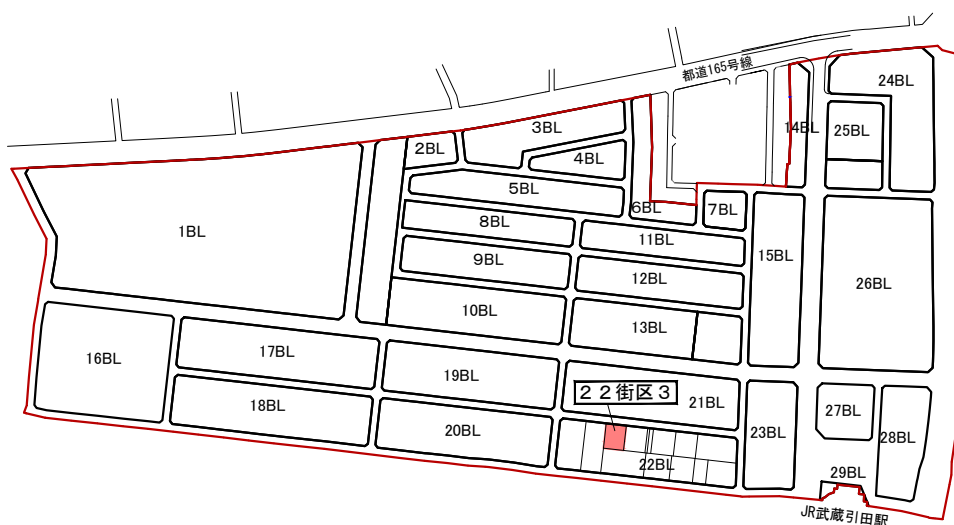 都道165号線
24BL
3BL
14BL
25BL
2BL
4BL
5BL
6BL
7BL
8BL
1BL
11BL
9BL
15BL
12BL
26BL
10BL
13BL
16BL
17BL
19BL
22街区3
21BL
18BL
27BL
20BL
23BL
28BL
22BL
29BL
JR武蔵引田駅